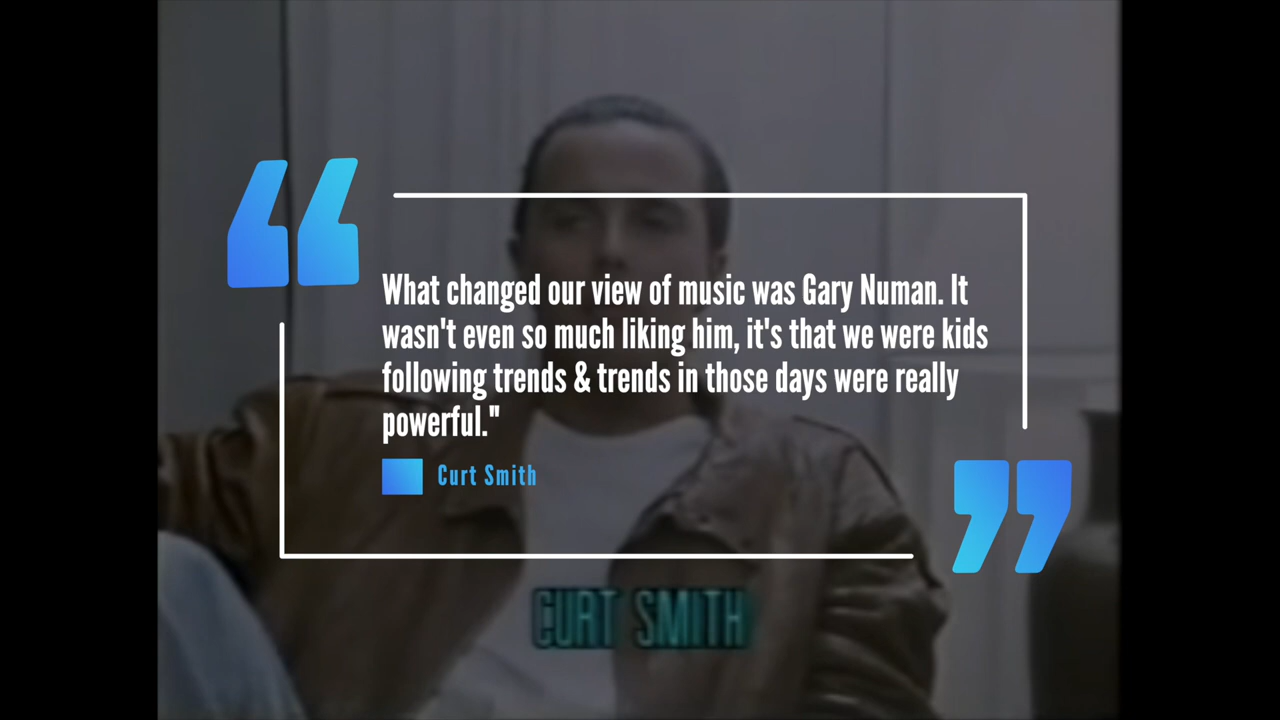 “
What changed our view of music was Gary Numan. It
wasn't even so much liking him, it's that we were kids
following trends & trends in those days were really
powerful."
Curt Smith
”
CURT SMITH